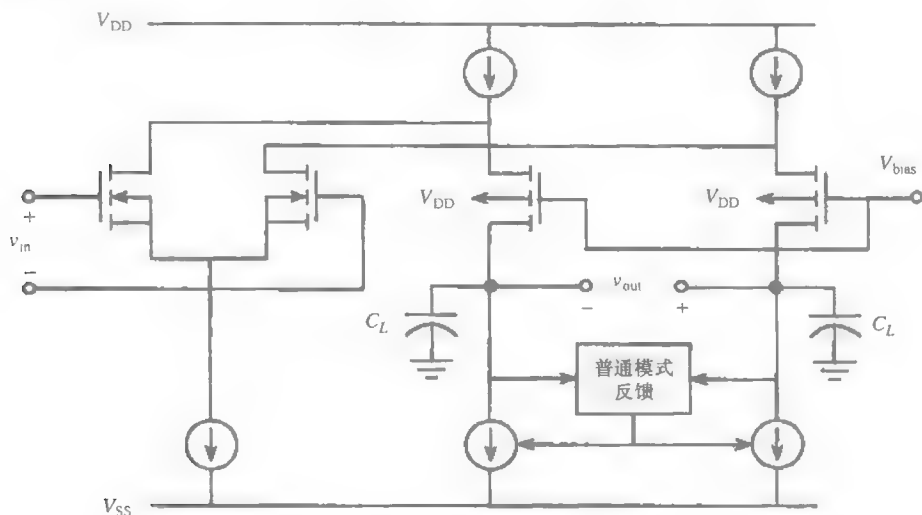 V_DD
V_bias
V_DD
V_DD
+
v_in
−
v_out
−
+
C_L
C_L
普通模式
反馈
V_SS